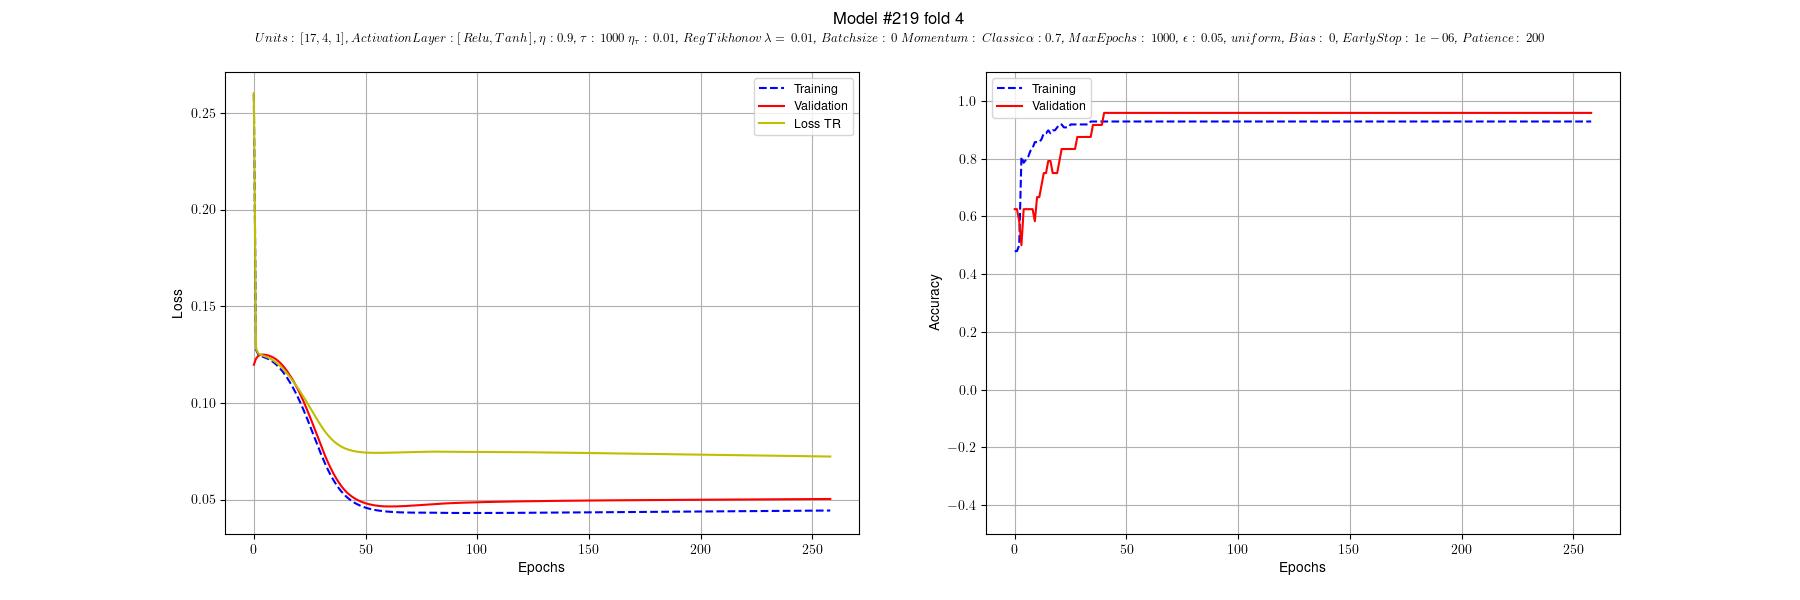 Model #219 fold 4
Units : [17, 4, 1], ActivationLayer : [ Relu, Tanh ], η : 0.9, τ : 1000 ητ : 0.01, RegTikhonov λ = 0.01, Batchsize : 0 Momentum : Classic α : 0.7, MaxEpochs : 1000, ϵ : 0.05, uniform, Bias : 0, EarlyStop : 1e − 06, Patience : 200
Training
Validation
Loss TR
0.25
0.20
0.15
0.10
0.05
Loss
0 50 100 150 200 250
Epochs
Training
Validation
1.0
0.8
0.6
0.4
0.2
0.0
−0.2
−0.4
Accuracy
0 50 100 150 200 250
Epochs